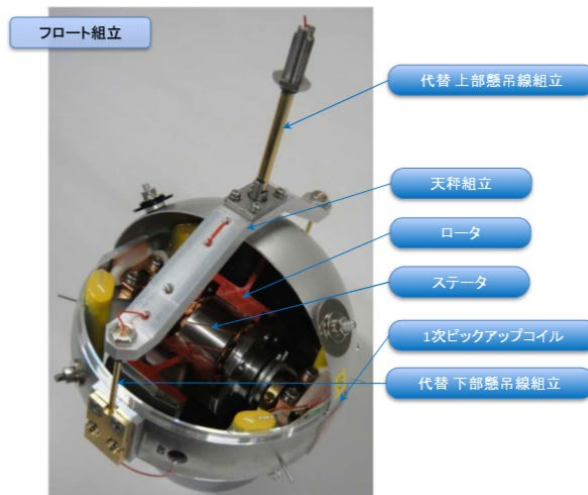 フロート組立
代替 上部懸吊線組立
天秤組立
ロータ
ステータ
1次ピックアップコイル
代替 下部懸吊線組立